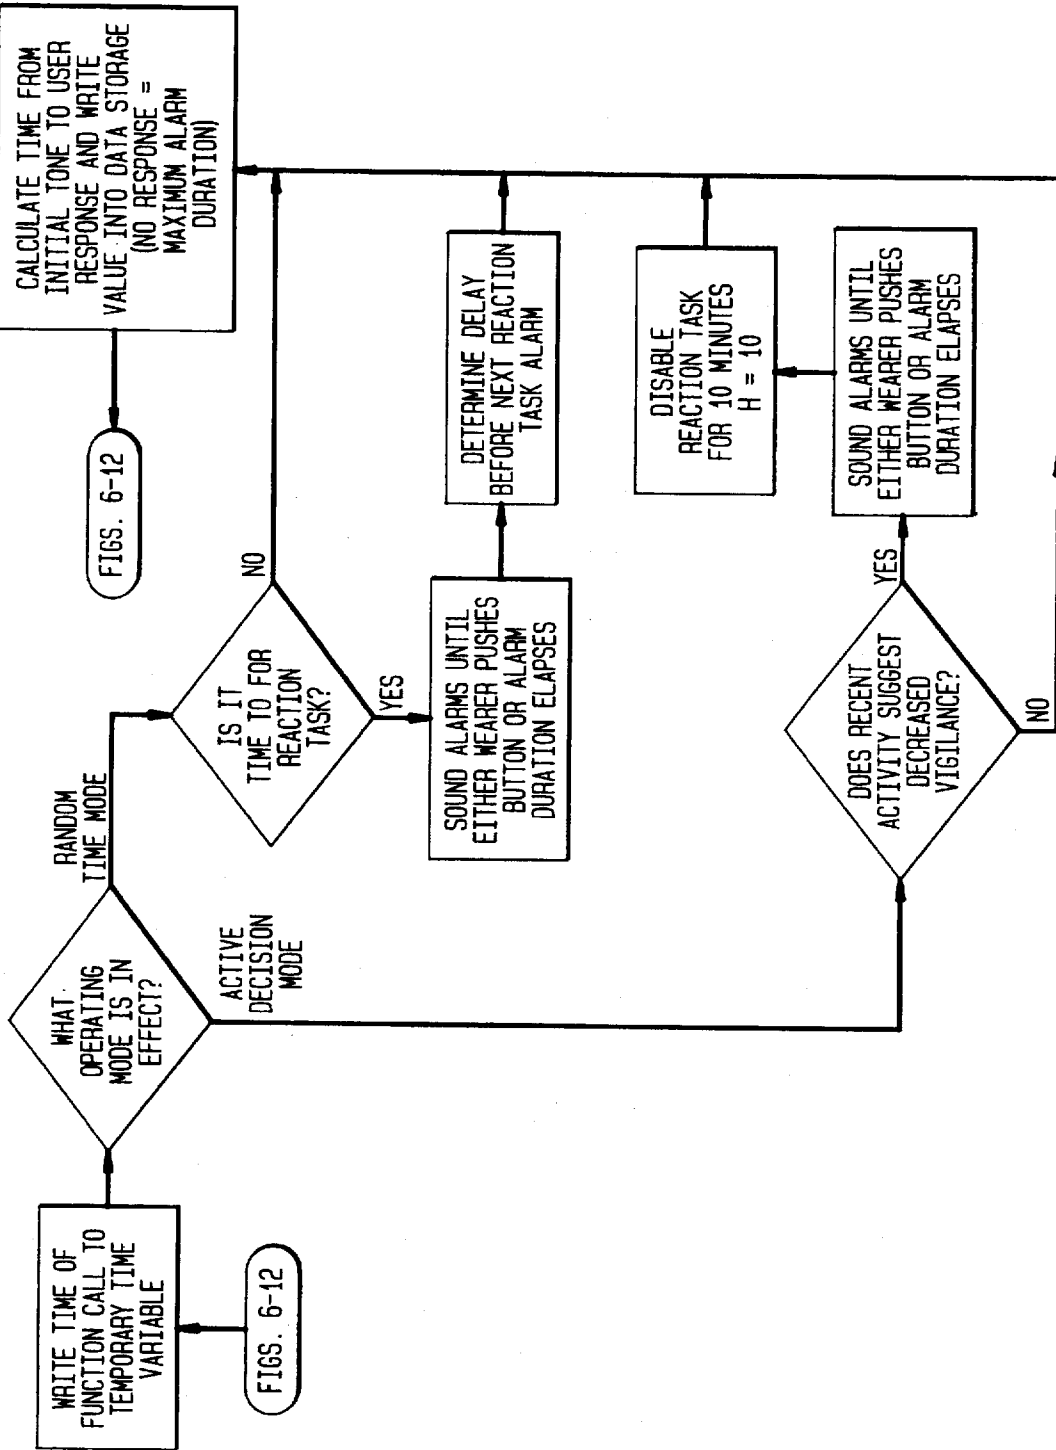 WRITE TIME OF
FUNCTION CALL TO
TEMPORARY TIME
VARIABLE
FIGS. 6-12
WHAT
OPERATING
MODE IS IN
EFFECT?
RANDOM
TIME MODE
ACTIVE
DECISION
MODE
IS IT
TIME TO FOR
REACTION
TASK?
NO
YES
SOUND ALARMS UNTIL
EITHER WEARER PUSHES
BUTTON OR ALARM
DURATION ELAPSES
DETERMINE DELAY
BEFORE NEXT REACTION
TASK ALARM
DOES RECENT
ACTIVITY SUGGEST
DECREASED
VIGILANCE?
YES
NO
SOUND ALARMS UNTIL
EITHER WEARER PUSHES
BUTTON OR ALARM
DURATION ELAPSES
DISABLE
REACTION TASK
FOR 10 MINUTES
H = 10
CALCULATE TIME FROM
INITIAL TONE TO USER
RESPONSE AND WRITE
VALUE INTO DATA STORAGE
(NO RESPONSE =
MAXIMUM ALARM
DURATION)
FIGS. 6-12